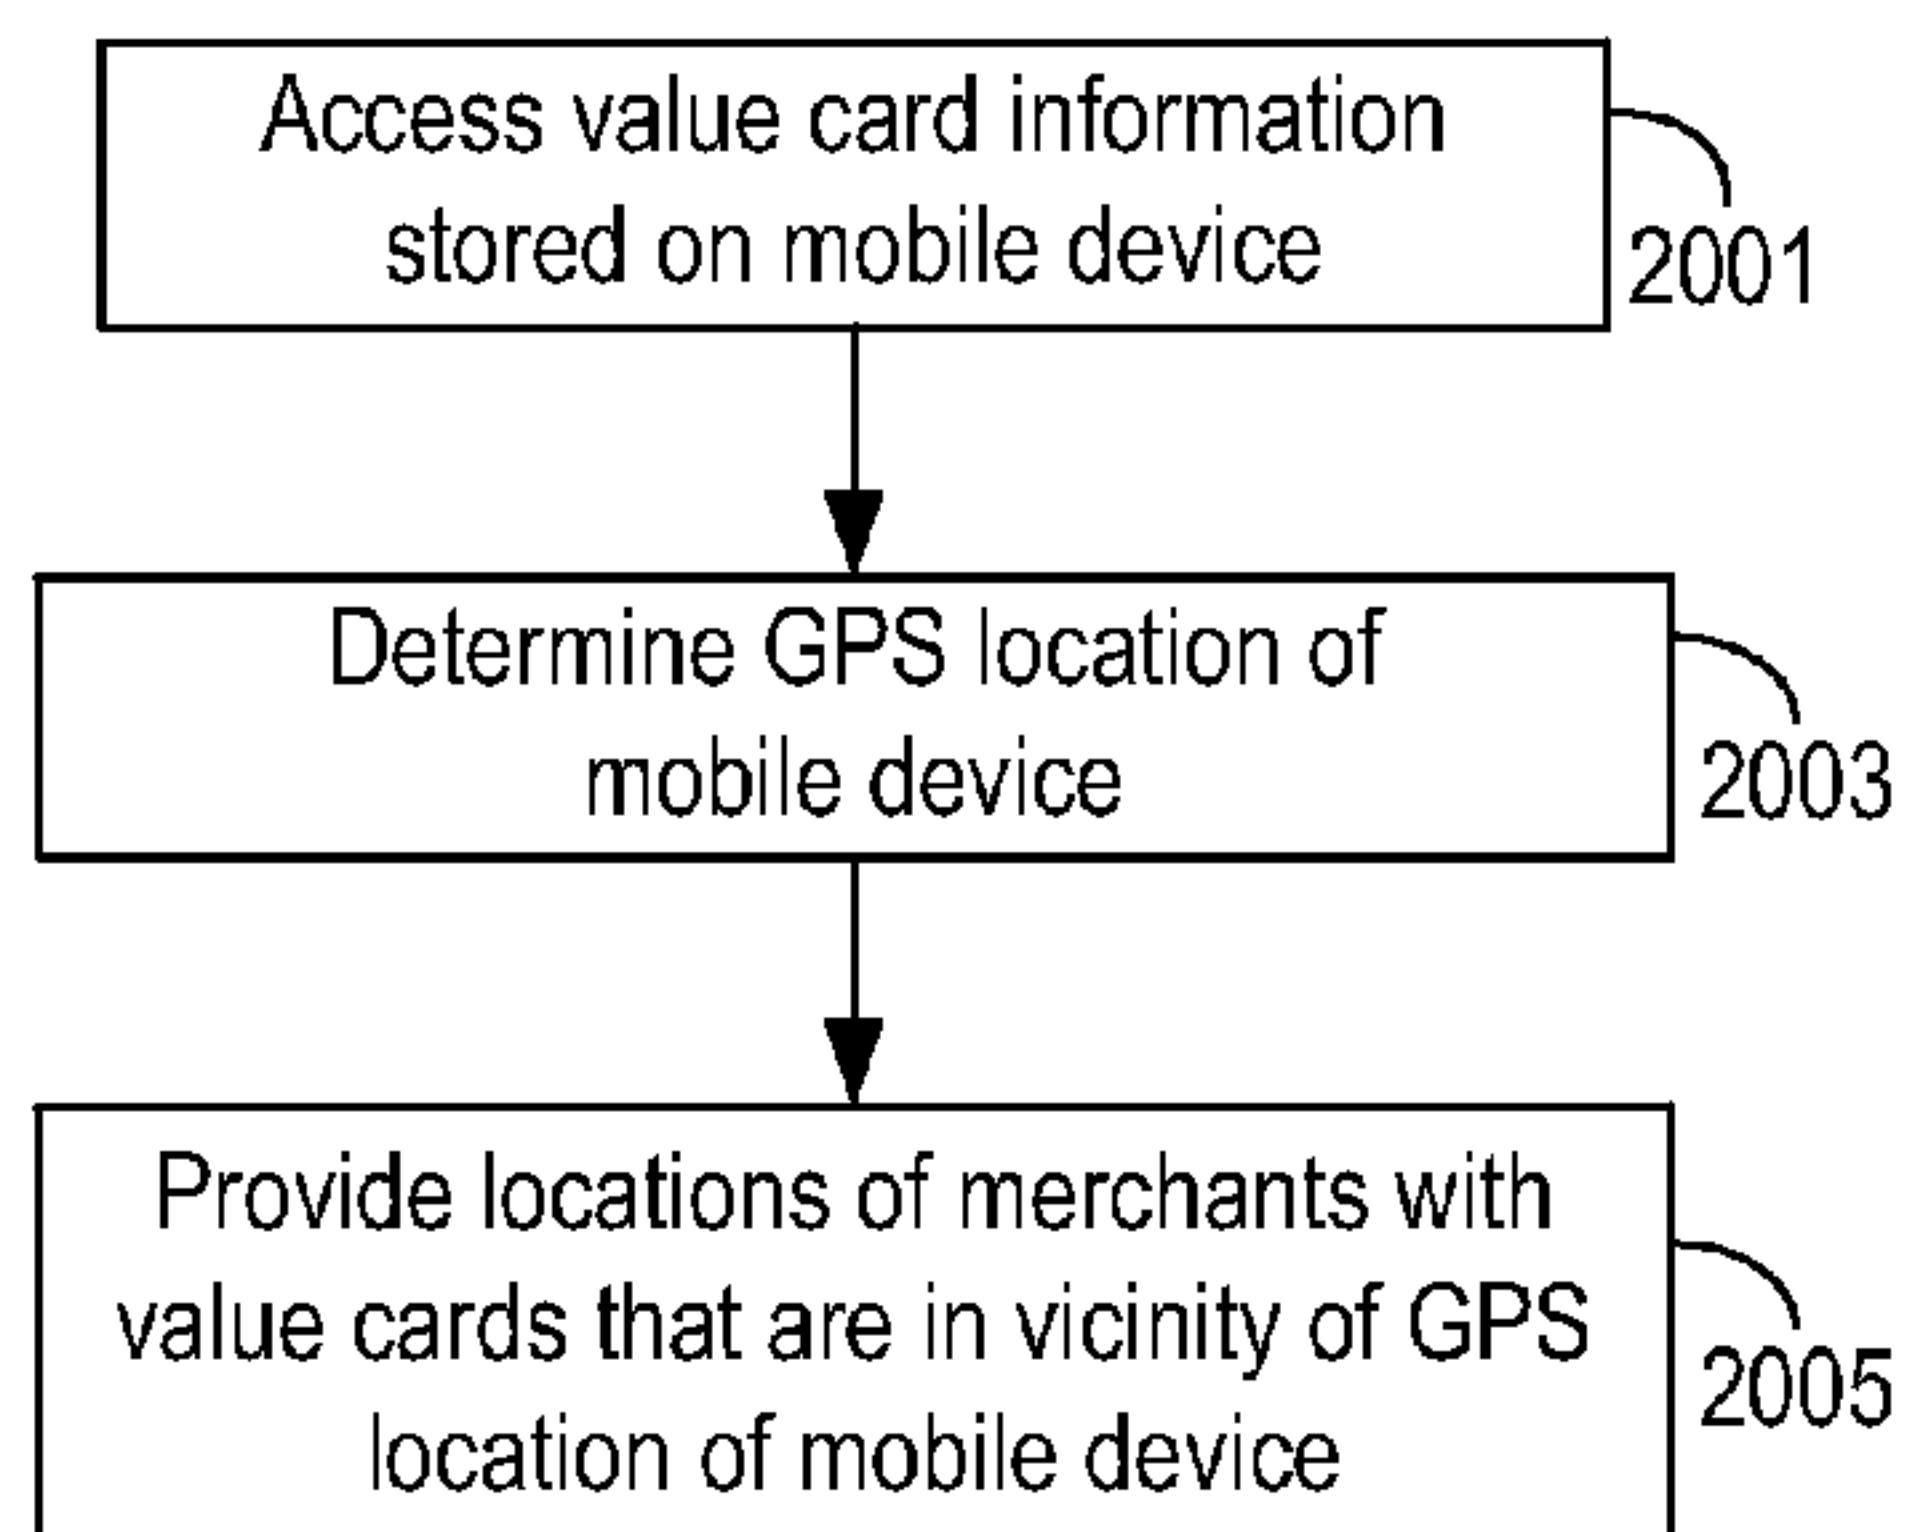 Access value card information
stored on mobile device
2001
Determine GPS location of
mobile device
2003
Provide locations of merchants with
value cards that are in vicinity of GPS
location of mobile device
2005